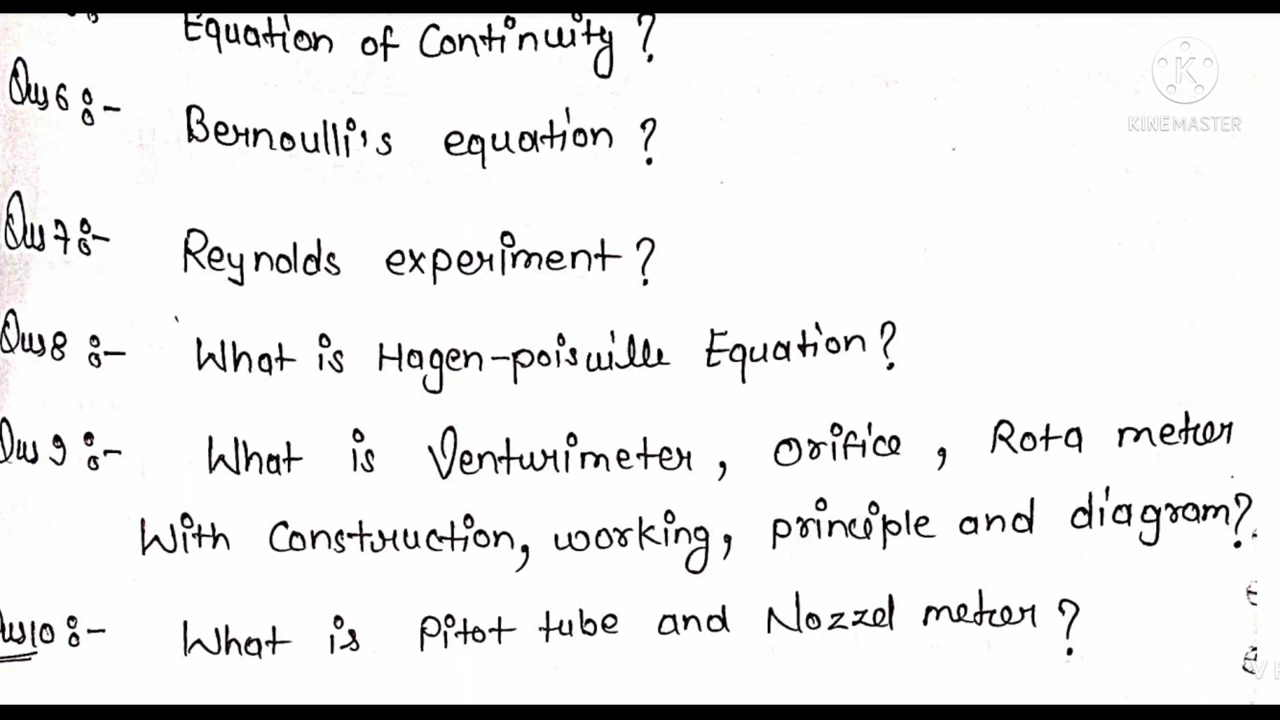 Equation of Continuity ?
Qus 6 :-
Bernoulli's equation ?
Qus 7 :-
Reynolds experiment ?
Qus 8 :- What is Hagen-poiswille Equation ?
Qus 9 :- What is Venturimeter, orifice, Rota meter
With Construction, working, principle and diagram ?
Qus 10 :- What is Pitot tube and Nozzel meter ?
K
KINEMASTER